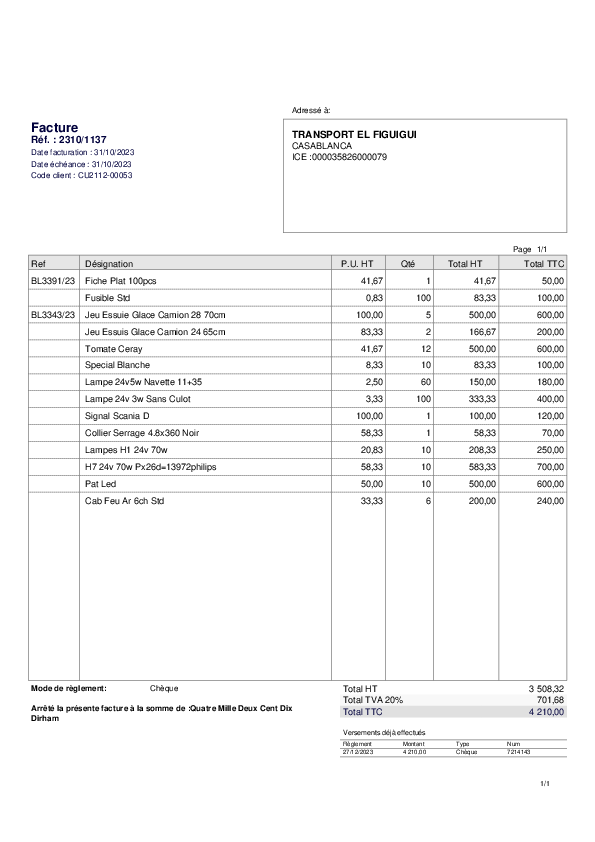 Adressé à:
Facture
Réf. : 2310/1137
Date facturation : 31/10/2023
Date échéance : 31/10/2023
Code client : CU2112-00053
TRANSPORT EL FIGUIGUI
CASABLANCA
ICE :000035826000079
Page 1/1
Ref Désignation P.U. HT Qté Total HT Total TTC
BL3391/23 Fiche Plat 100pcs 41,67 1 41,67 50,00
Fusible Std 0,83 100 83,33 100,00
BL3343/23 Jeu Essuie Glace Camion 28 70cm 100,00 5 500,00 600,00
Jeu Essuis Glace Camion 24 65cm 83,33 2 166,67 200,00
Tomate Ceray 41,67 12 500,00 600,00
Special Blanche 8,33 10 83,33 100,00
Lampe 24v5w Navette 11+35 2,50 60 150,00 180,00
Lampe 24v 3w Sans Culot 3,33 100 333,33 400,00
Signal Scania D 100,00 1 100,00 120,00
Collier Serrage 4.8x360 Noir 58,33 1 58,33 70,00
Lampes H1 24v 70w 20,83 10 208,33 250,00
H7 24v 70w Px26d=13972philips 58,33 10 583,33 700,00
Pat Led 50,00 10 500,00 600,00
Cab Feu Ar 6ch Std 33,33 6 200,00 240,00
Mode de règlement: Chèque
Arrêté la présente facture à la somme de :Quatre Mille Deux Cent Dix
Dirham
Total HT 3 508,32
Total TVA 20% 701,68
Total TTC 4 210,00
Versements déjà effectués
Règlement Montant Type Num
27/12/2023 4 210,00 Chèque 7214143
1/1